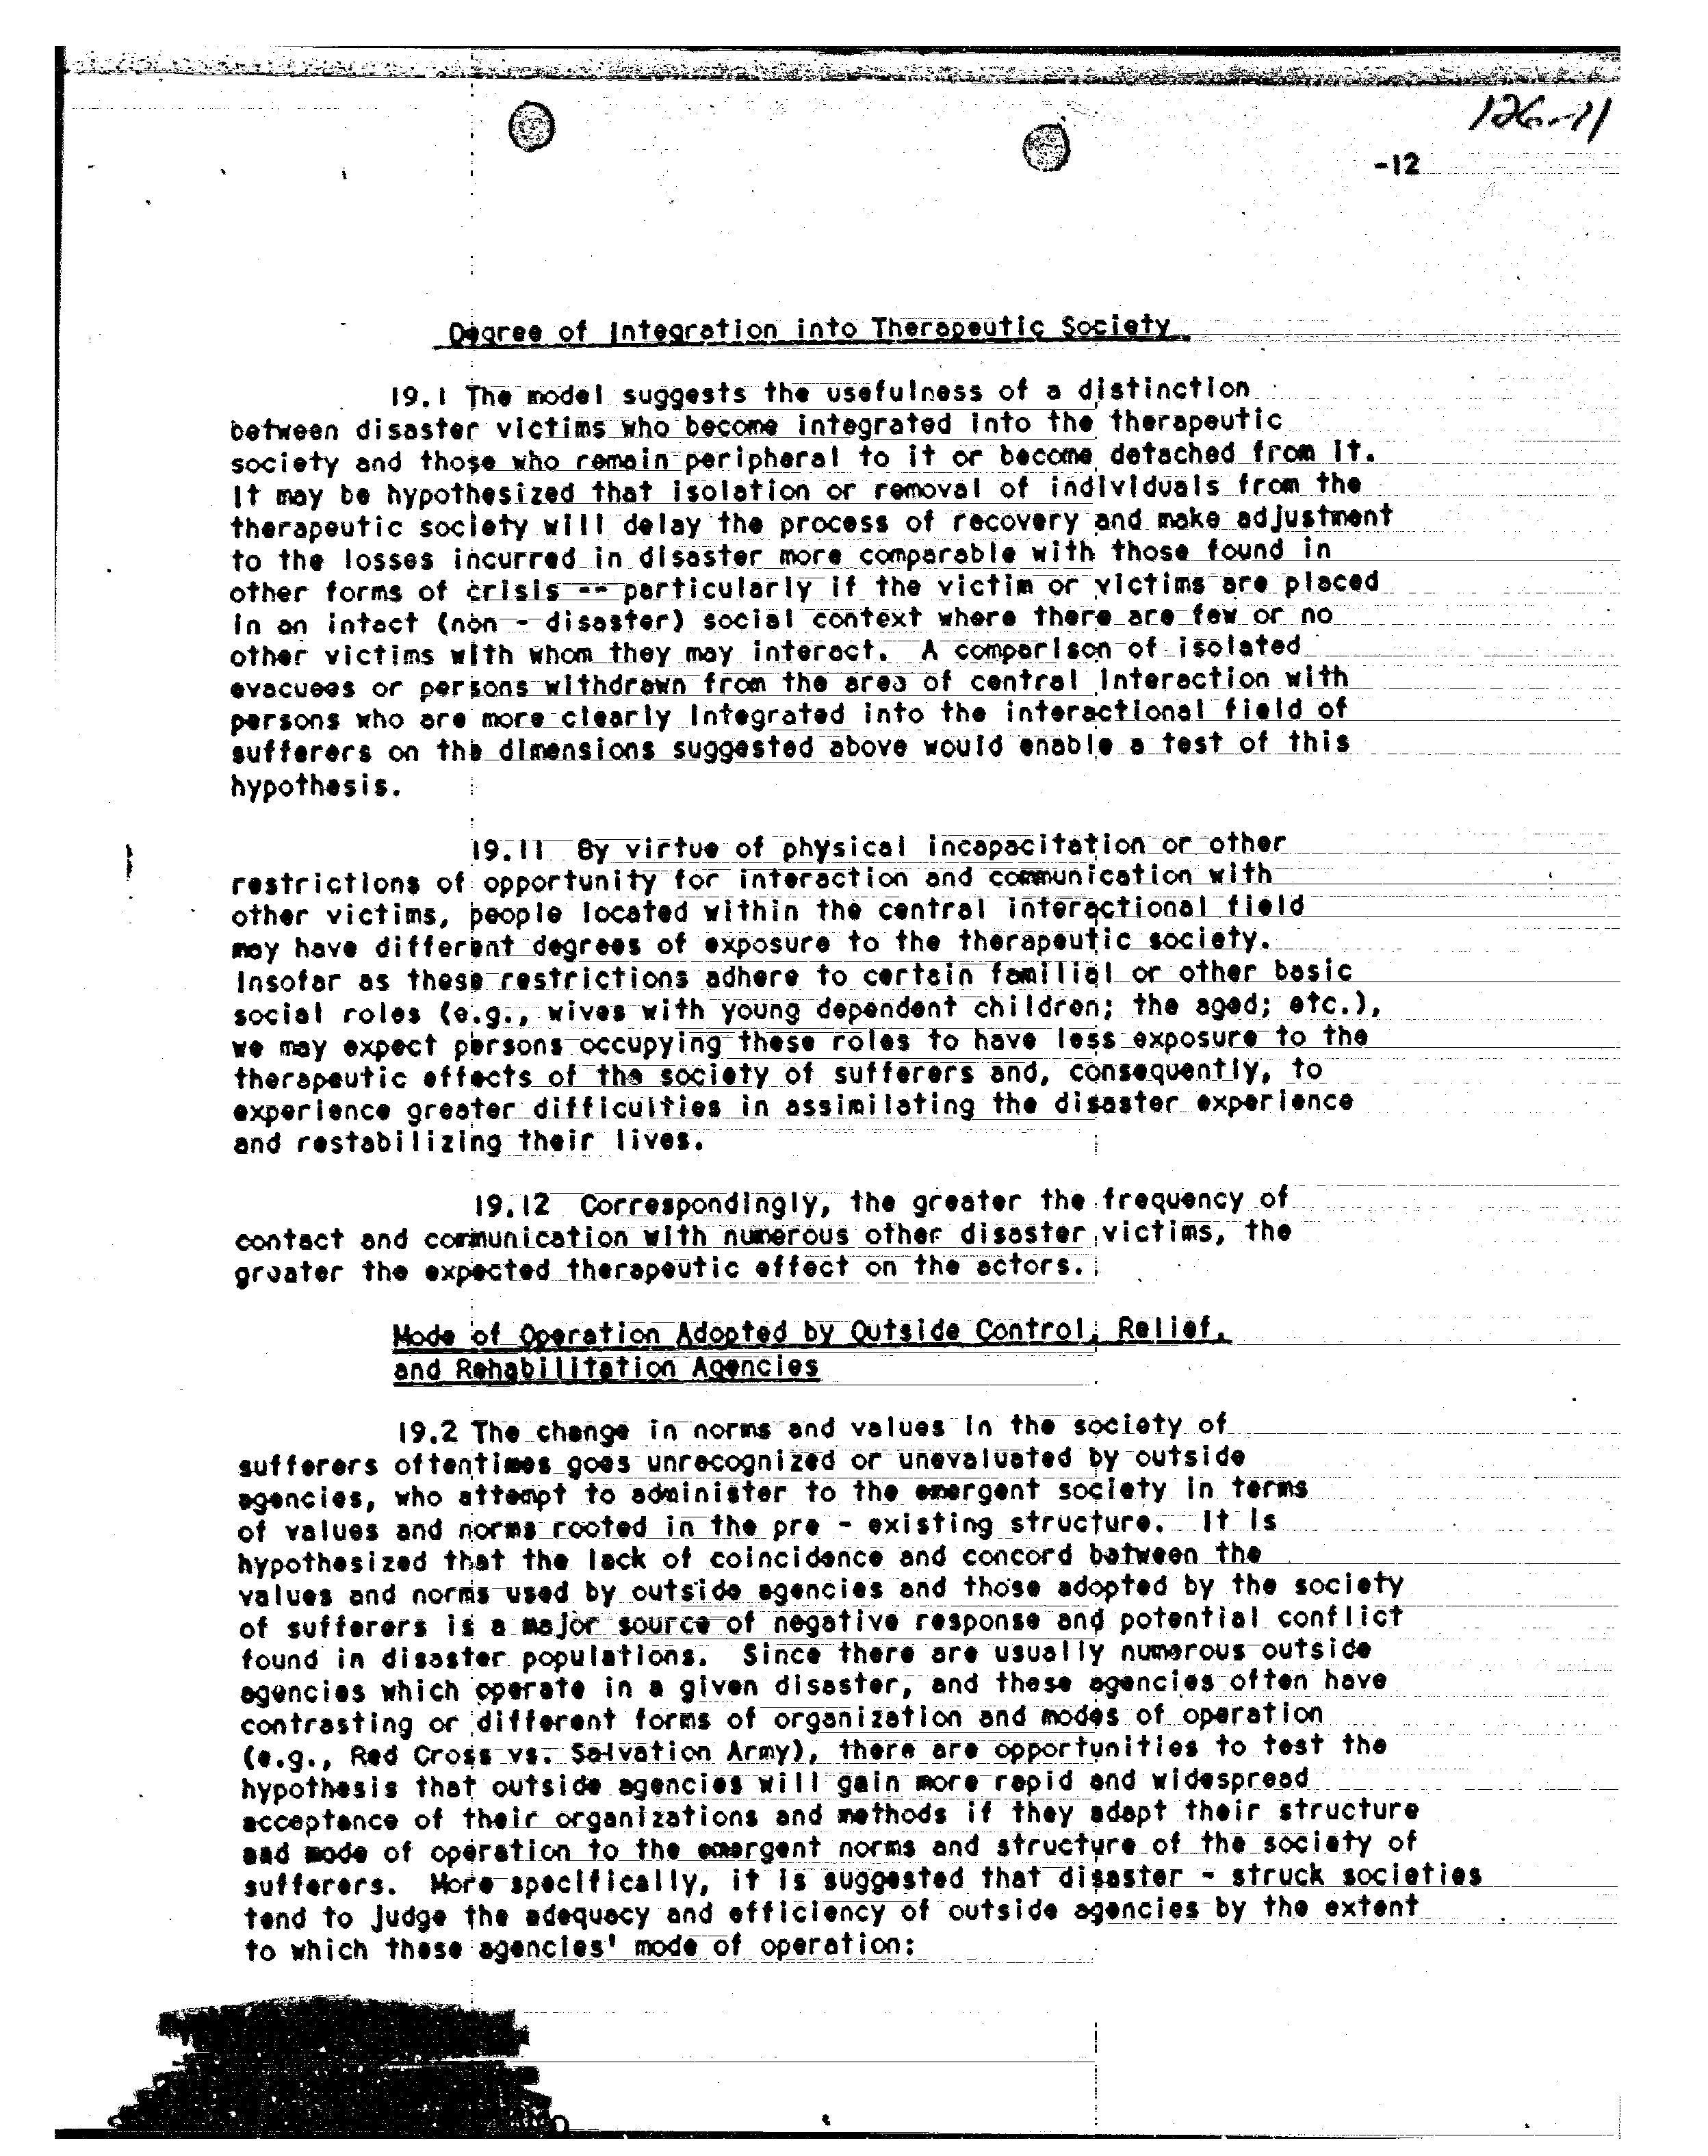 126-11
-12
Degree of Integration into Therapeutic Society
19.1 The model suggests the usefulness of a distinction
between disaster victims who become integrated into the therapeutic
society and those who remain peripheral to it or become detached from it.
It may be hypothesized that isolation or removal of individuals from the
therapeutic society will delay the process of recovery and make adjustment
to the losses incurred in disaster more comparable with those found in
other forms of crisis -- particularly if the victim or victims are placed
in an intact (non - disaster) social context where there are few or no
other victims with whom they may interact. A comparison of isolated
evacuees or persons withdrawn from the area of central interaction with
persons who are more clearly integrated into the interactional field of
sufferers on the dimensions suggested above would enable a test of this
hypothesis.
19.11 By virtue of physical incapacitation or other
restrictions of opportunity for interaction and communication with
other victims, people located within the central interactional field
may have different degrees of exposure to the therapeutic society.
Insofar as these restrictions adhere to certain familial or other basic
social roles (e.g., wives with young dependent children; the aged; etc.),
we may expect persons occupying these roles to have less exposure to the
therapeutic effects of the society of sufferers and, consequently, to
experience greater difficulties in assimilating the disaster experience
and restabilizing their lives.
19.12 Correspondingly, the greater the frequency of
contact and communication with numerous other disaster victims, the
greater the expected therapeutic effect on the actors.
Mode of Operation Adopted by Outside Control, Relief,
and Rehabilitation Agencies
19.2 The change in norms and values in the society of
sufferers oftentimes goes unrecognized or unevaluated by outside
agencies, who attempt to administer to the emergent society in terms
of values and norms rooted in the pre - existing structure. It is
hypothesized that the lack of coincidence and concord between the
values and norms used by outside agencies and those adopted by the society
of sufferers is a major source of negative response and potential conflict
found in disaster populations. Since there are usually numerous outside
agencies which operate in a given disaster, and these agencies often have
contrasting or different forms of organization and modes of operation
(e.g., Red Cross vs. Salvation Army), there are opportunities to test the
hypothesis that outside agencies will gain more rapid and widespread
acceptance of their organizations and methods if they adapt their structure
and mode of operation to the emergent norms and structure of the society of
sufferers. More specifically, it is suggested that disaster - struck societies
tend to judge the adequacy and efficiency of outside agencies by the extent
to which these agencies' mode of operation: